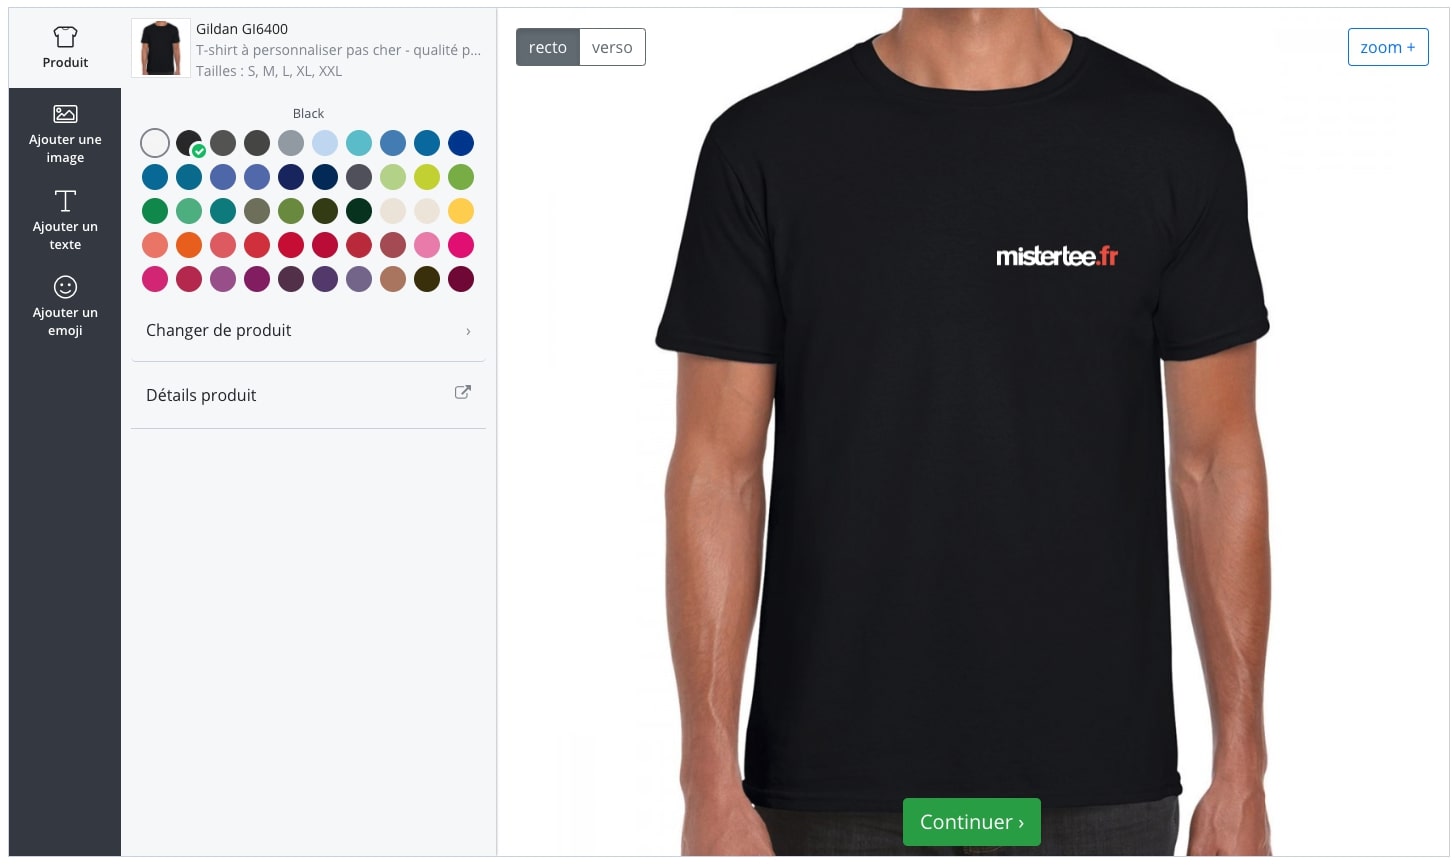 Produit
Ajouter une
image
Ajouter un
texte
Ajouter un
emoji
Gildan GI6400
T-shirt à personnaliser pas cher - qualité p...
Tailles : S, M, L, XL, XXL
Black
Changer de produit ›
Détails produit
recto verso
zoom +
mistertee.fr
Continuer ›